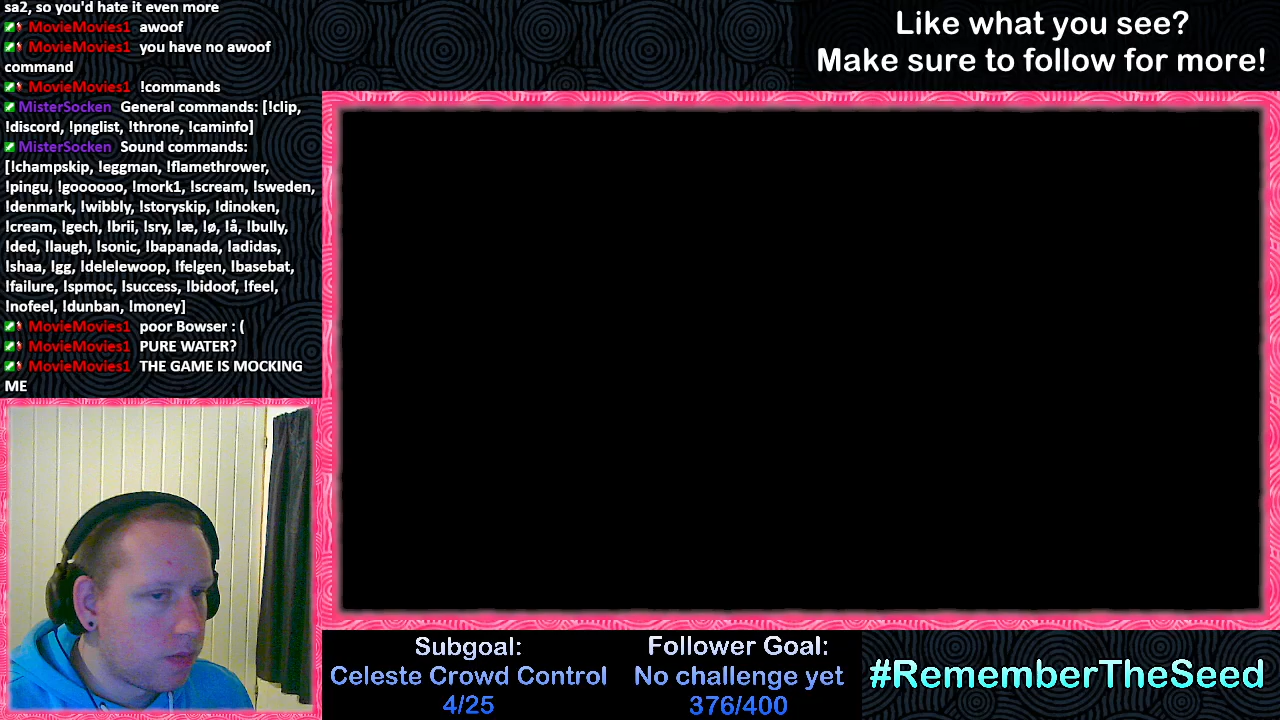 sa2, so you'd hate it even more
MovieMovies1 awoof
MovieMovies1 you have no awoof
command
MovieMovies1 !commands
MisterSocken General commands: [!clip,
!discord, !pnglist, !throne, !caminfo]
MisterSocken Sound commands:
[!champskip, !eggman, !flamethrower,
!pingu, !goooooo, !mork1, !scream, !sweden,
!denmark, !wibbly, !storyskip, !dinoken,
!cream, !gech, !brii, !sry, !æ, !ø, !å, !bully,
!ded, !laugh, !sonic, !bapanada, !adidas,
!shaa, !gg, !delelewoop, !felgen, !basebat,
!failure, !spmoc, !success, !bidoof, !feel,
!nofeel, !dunban, !money]
MovieMovies1 poor Bowser : (
MovieMovies1 PURE WATER?
MovieMovies1 THE GAME IS MOCKING
ME
Like what you see?
Make sure to follow for more!
Subgoal:
Celeste Crowd Control
4/25
Follower Goal:
No challenge yet
376/400
#RememberTheSeed